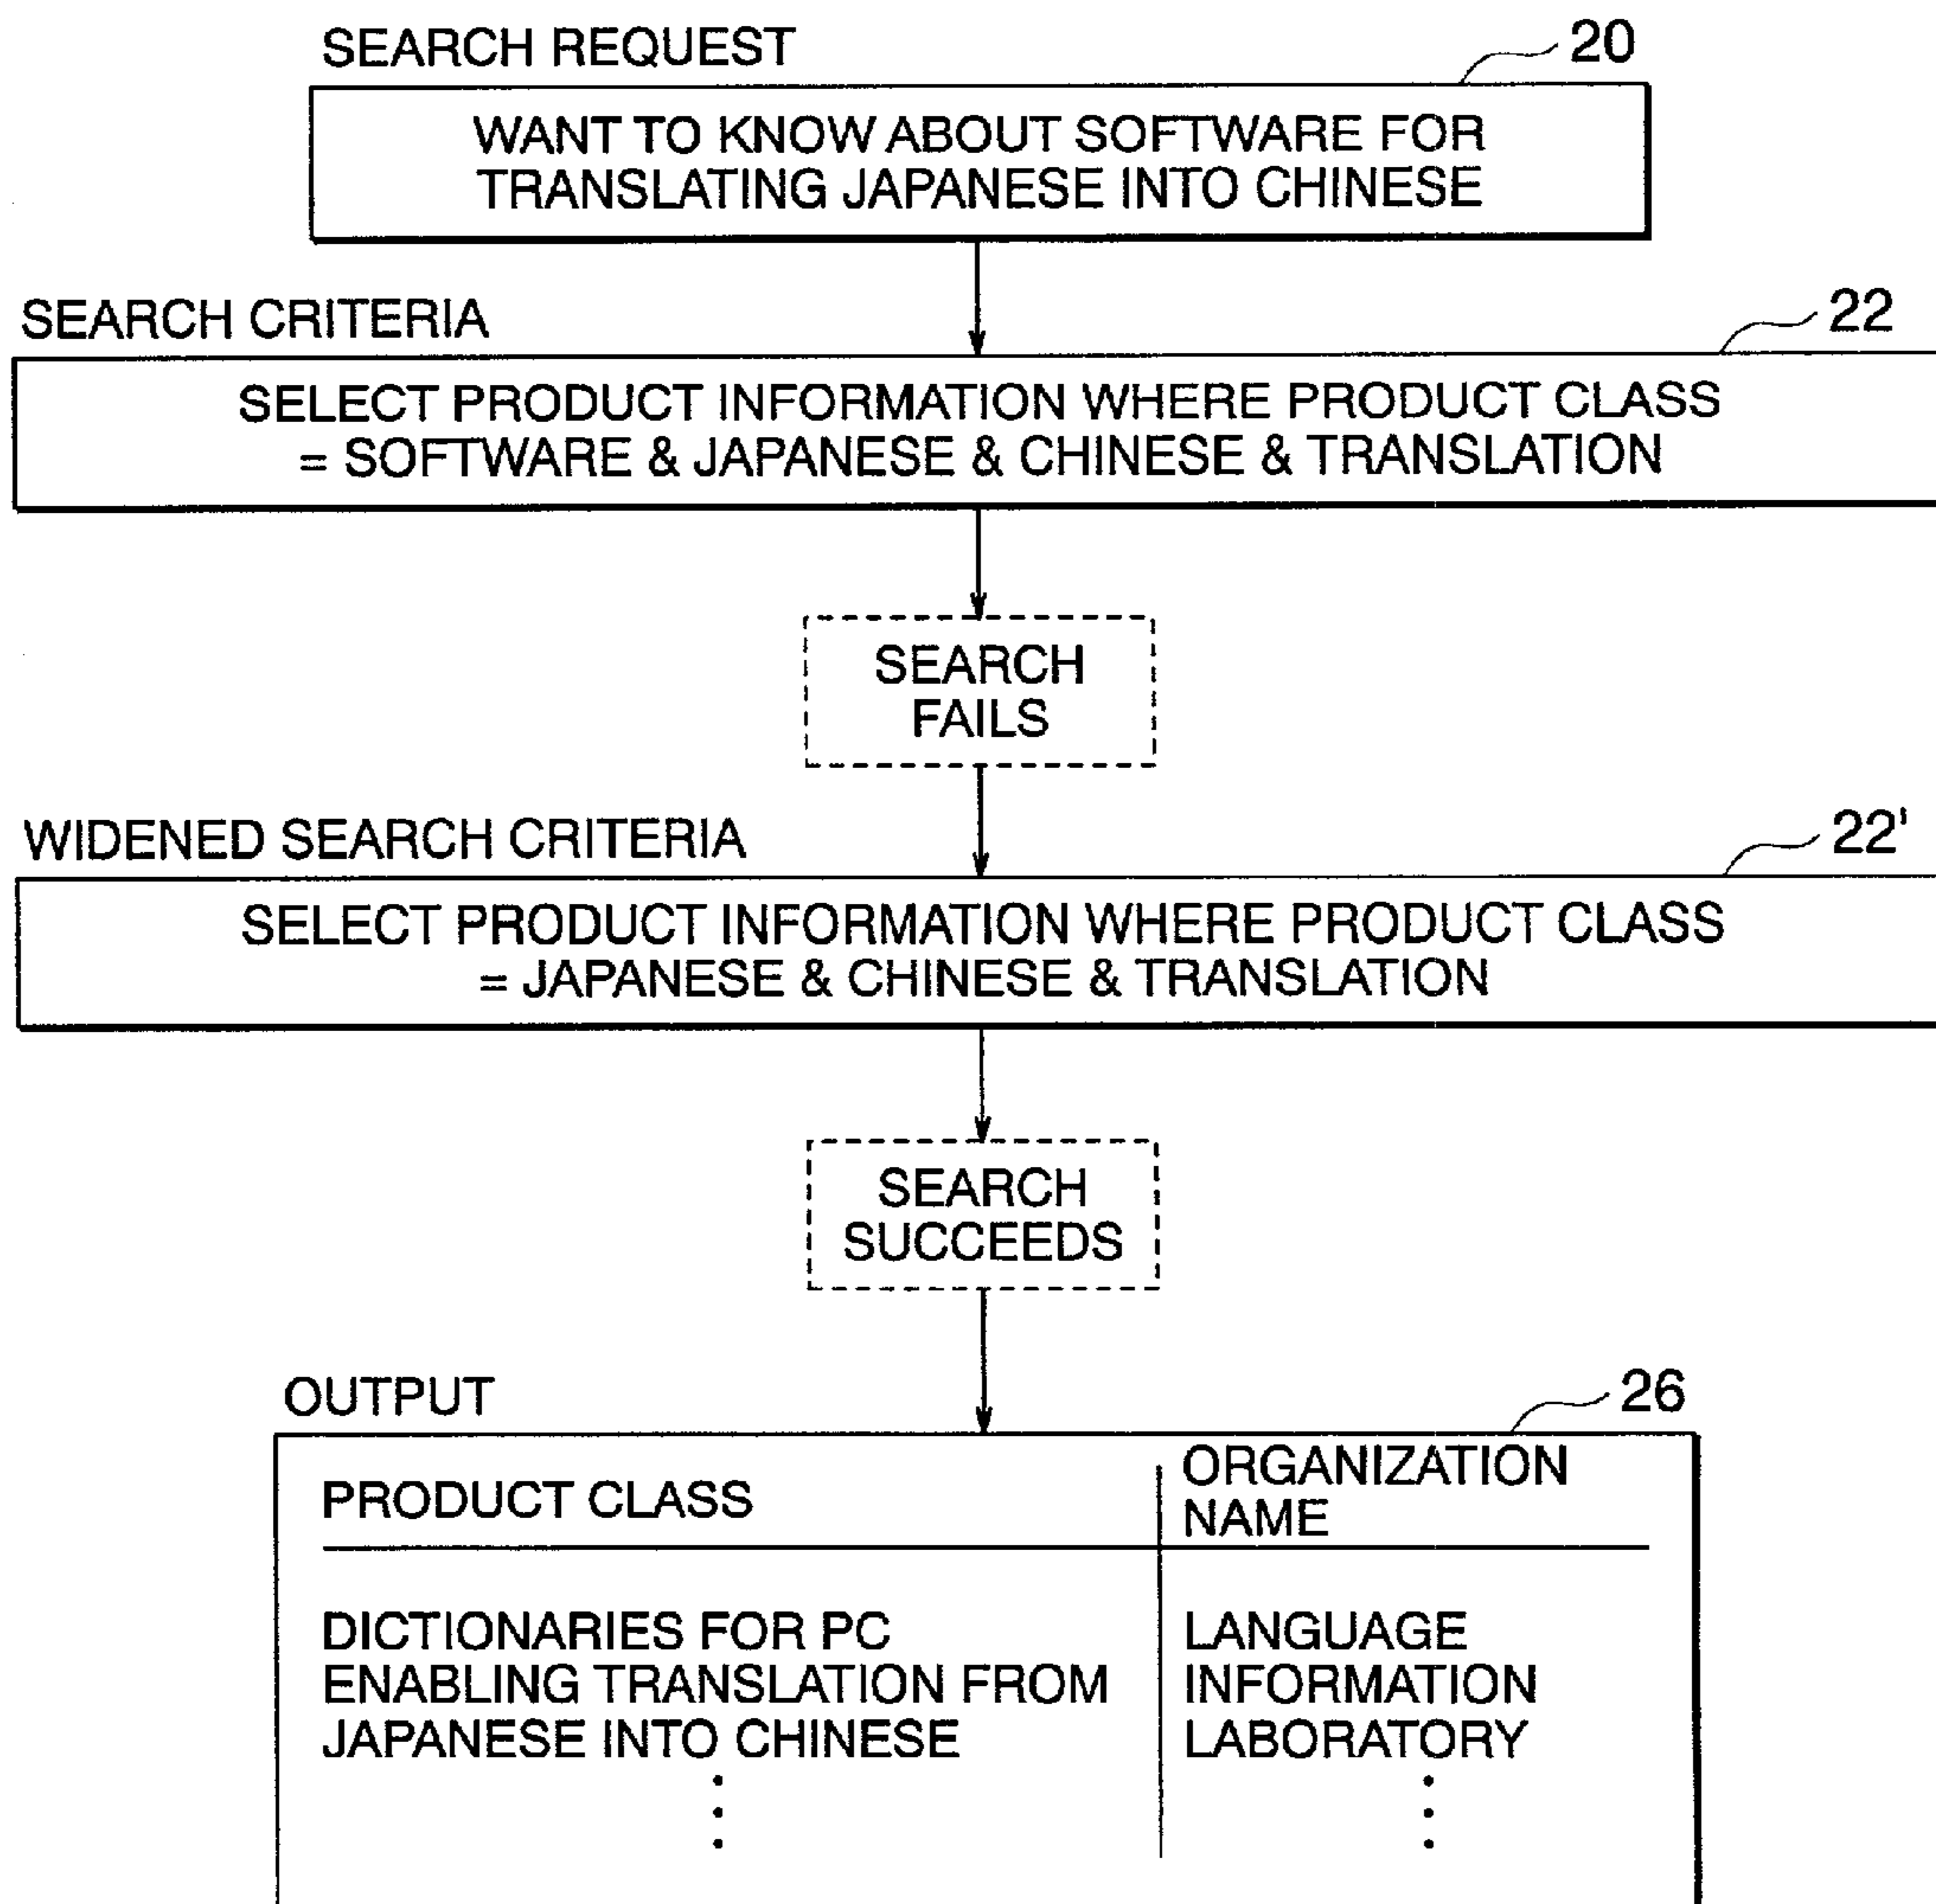 SEARCH REQUEST
20
WANT TO KNOW ABOUT SOFTWARE FOR
TRANSLATING JAPANESE INTO CHINESE
SEARCH CRITERIA
22
SELECT PRODUCT INFORMATION WHERE PRODUCT CLASS
= SOFTWARE & JAPANESE & CHINESE & TRANSLATION
SEARCH
FAILS
WIDENED SEARCH CRITERIA
22'
SELECT PRODUCT INFORMATION WHERE PRODUCT CLASS
= JAPANESE & CHINESE & TRANSLATION
SEARCH
SUCCEEDS
OUTPUT
26
PRODUCT CLASS
ORGANIZATION
NAME
DICTIONARIES FOR PC
ENABLING TRANSLATION FROM
JAPANESE INTO CHINESE
LANGUAGE
INFORMATION
LABORATORY